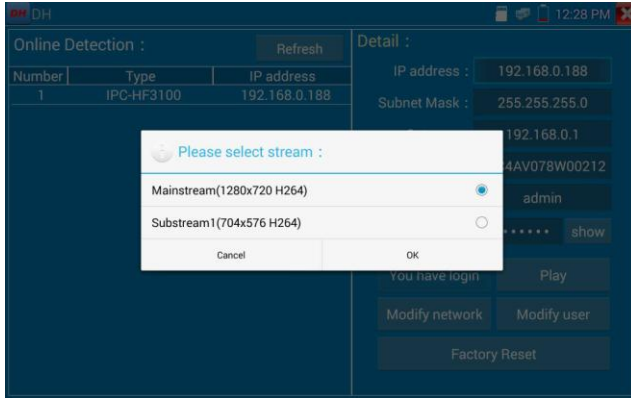 DH DH
12:28 PM
Online Detection :
Refresh
Number Type IP address
1 IPC-HF3100 192.168.0.188
Detail :
IP address : 192.168.0.188
Subnet Mask : 255.255.255.0
192.168.0.1
4AV078W00212
admin
show
You have login Play
Modify network Modify user
Factory Reset
Please select stream :
Mainstream(1280x720 H264)
Substream1(704x576 H264)
Cancel OK